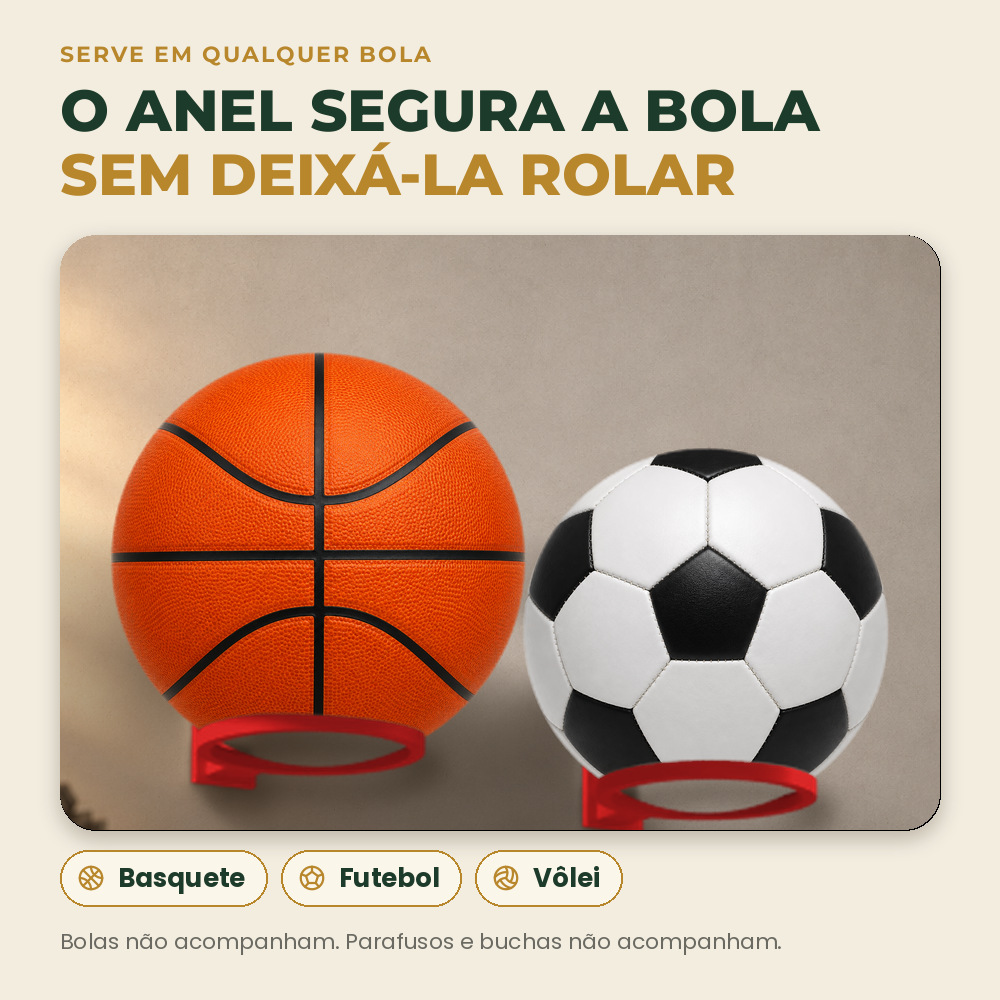 SERVE EM QUALQUER BOLA
O ANEL SEGURA A BOLA
SEM DEIXÁ-LA ROLAR
Basquete
Futebol
Vôlei
Bolas não acompanham. Parafusos e buchas não acompanham.